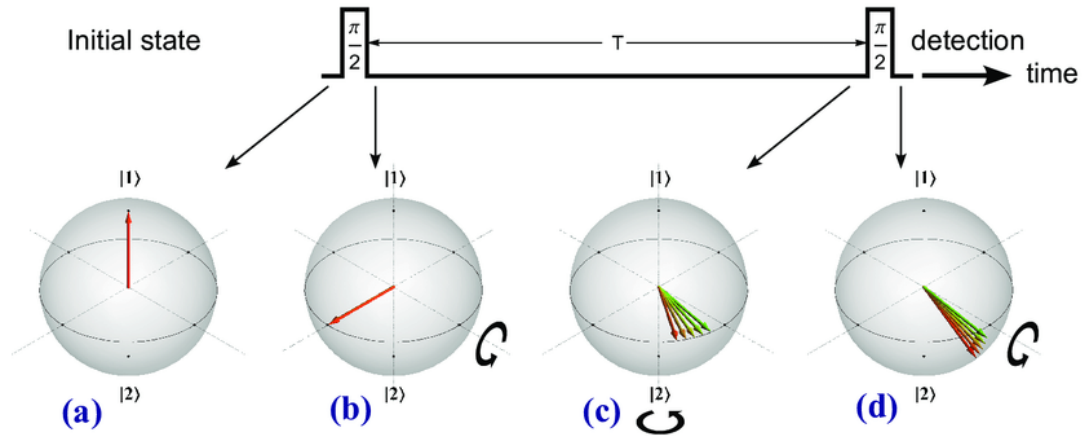 Initial state
π
2
T
π
2
detection
time
|1⟩
|1⟩
|1⟩
|1⟩
|2⟩
|2⟩
|2⟩
|2⟩
(a)
(b)
(c)
(d)